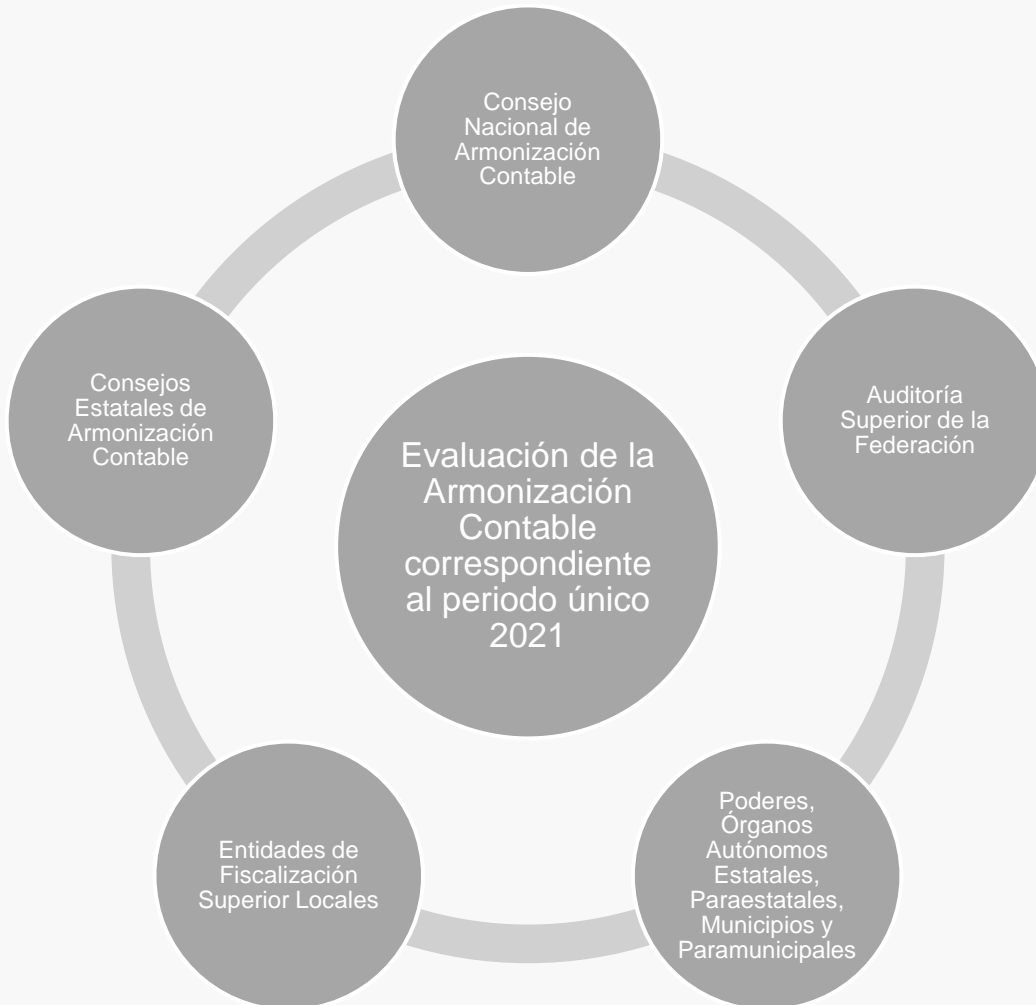 Consejo
Nacional de
Armonización
Contable
Consejos
Estatales de
Armonización
Contable
Auditoría
Superior de la
Federación
Evaluación de la
Armonización
Contable
correspondiente
al periodo único
2021
Entidades de
Fiscalización
Superior Locales
Poderes,
Órganos
Autónomos
Estatales,
Paraestatales,
Municipios y
Paramunicipales